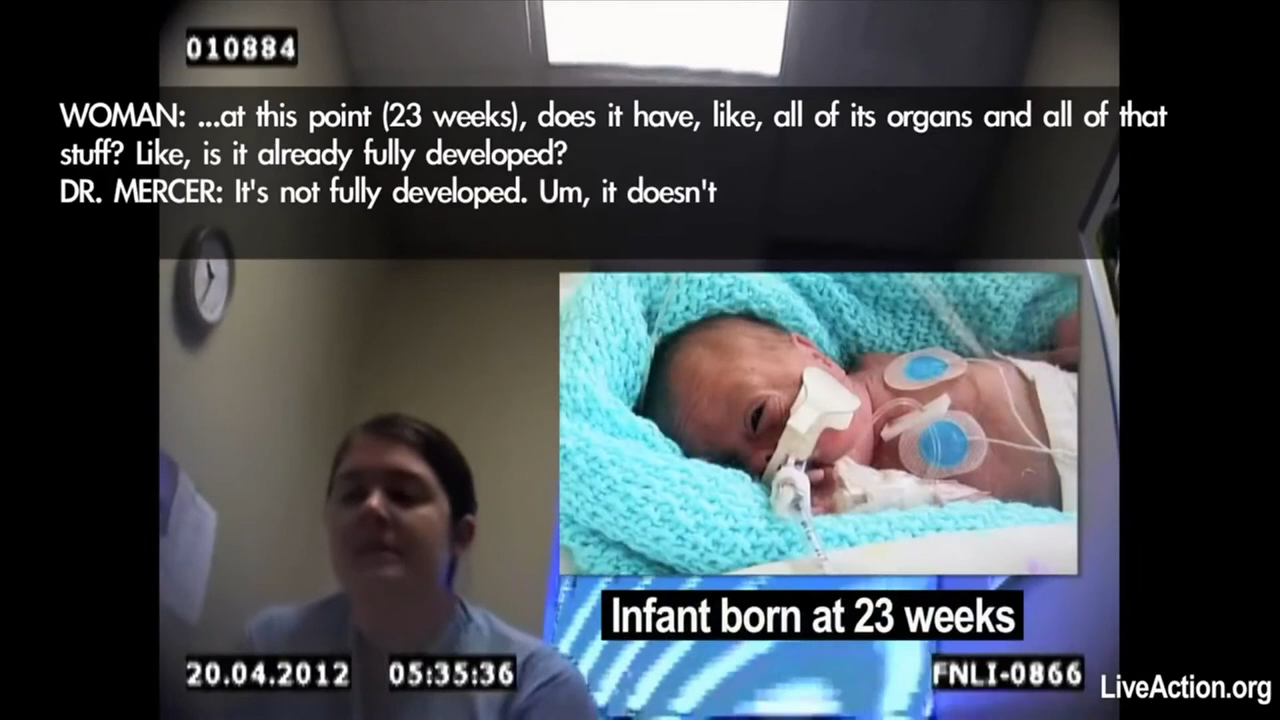 010884
WOMAN: ...at this point (23 weeks), does it have, like, all of its organs and all of that
stuff? Like, is it already fully developed?
DR. MERCER: It's not fully developed. Um, it doesn't
Infant born at 23 weeks
20.04.2012 05:35:36 FNLI-0866
LiveAction.org